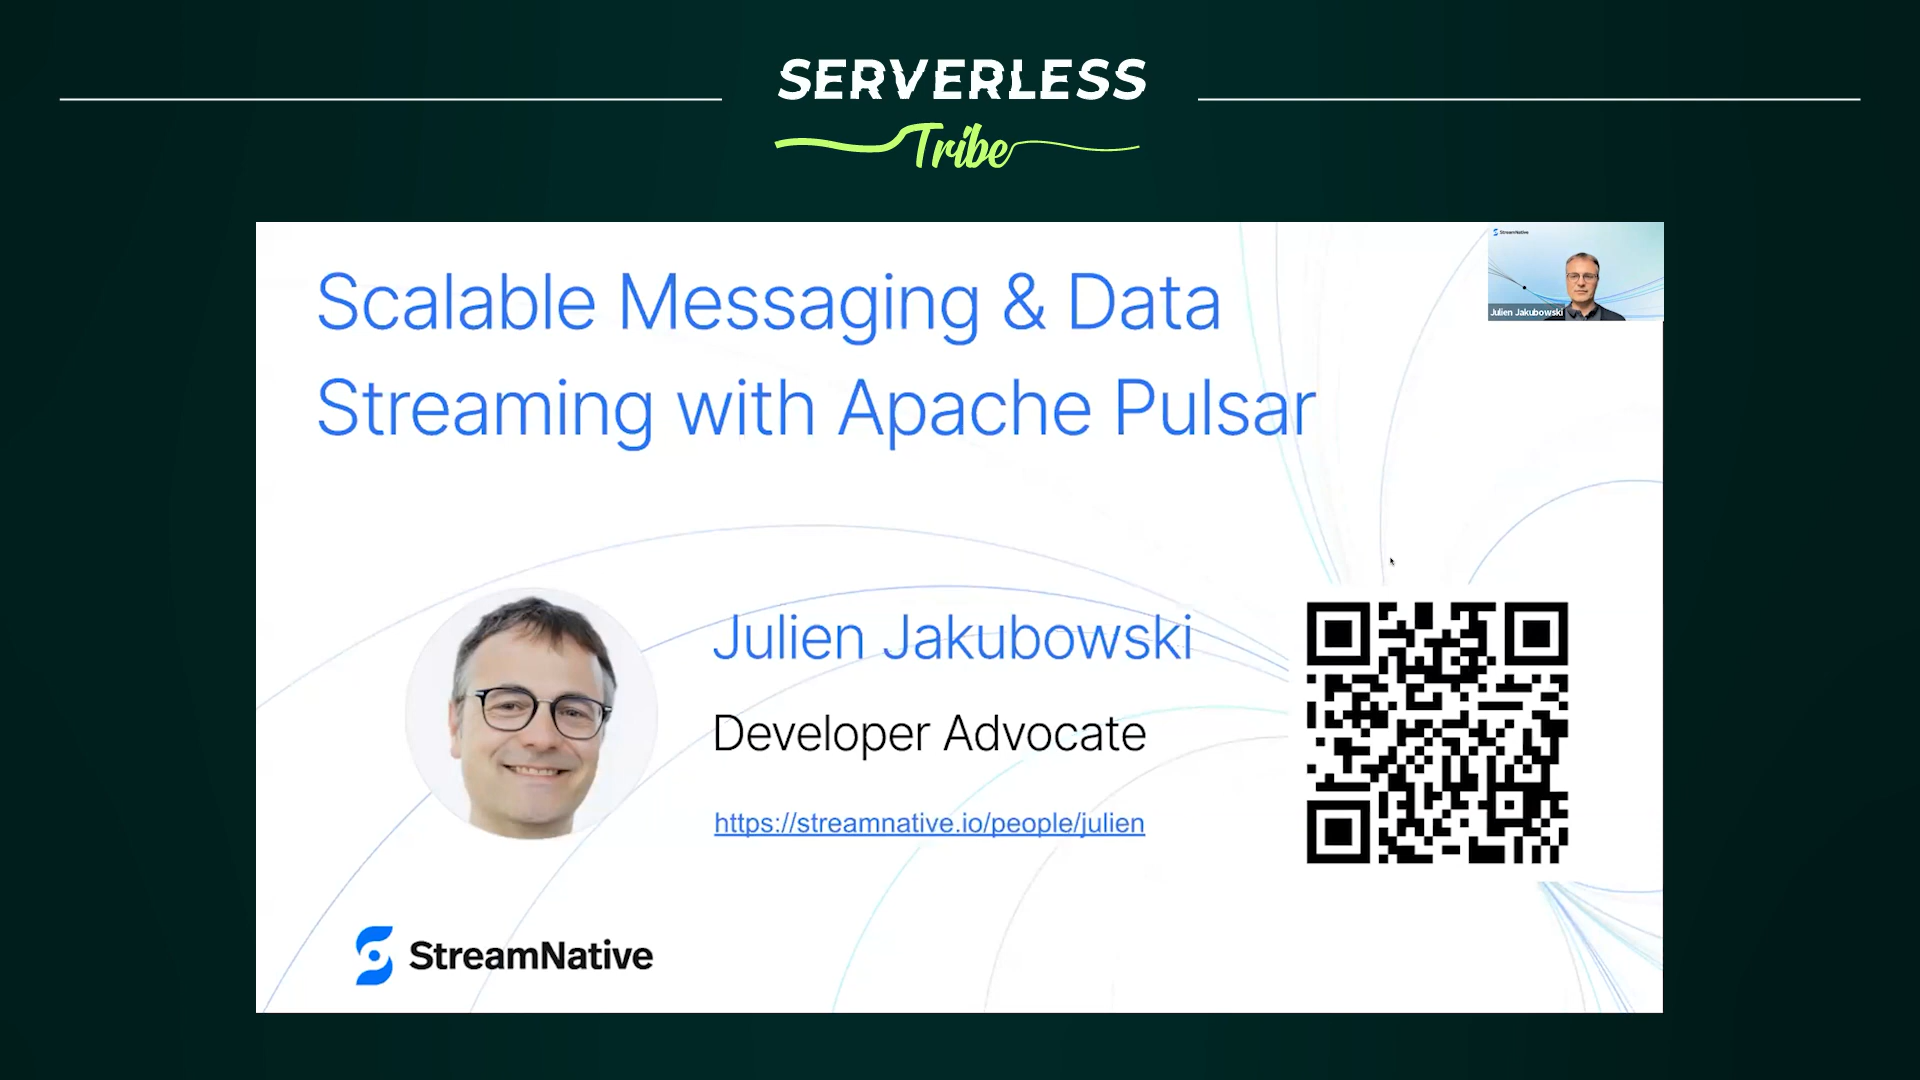 SERVERLESS
Tribe
StreamNative
Julien Jakubowski
Scalable Messaging & Data
Streaming with Apache Pulsar
Julien Jakubowski
Developer Advocate
https://streamnative.io/people/julien
StreamNative